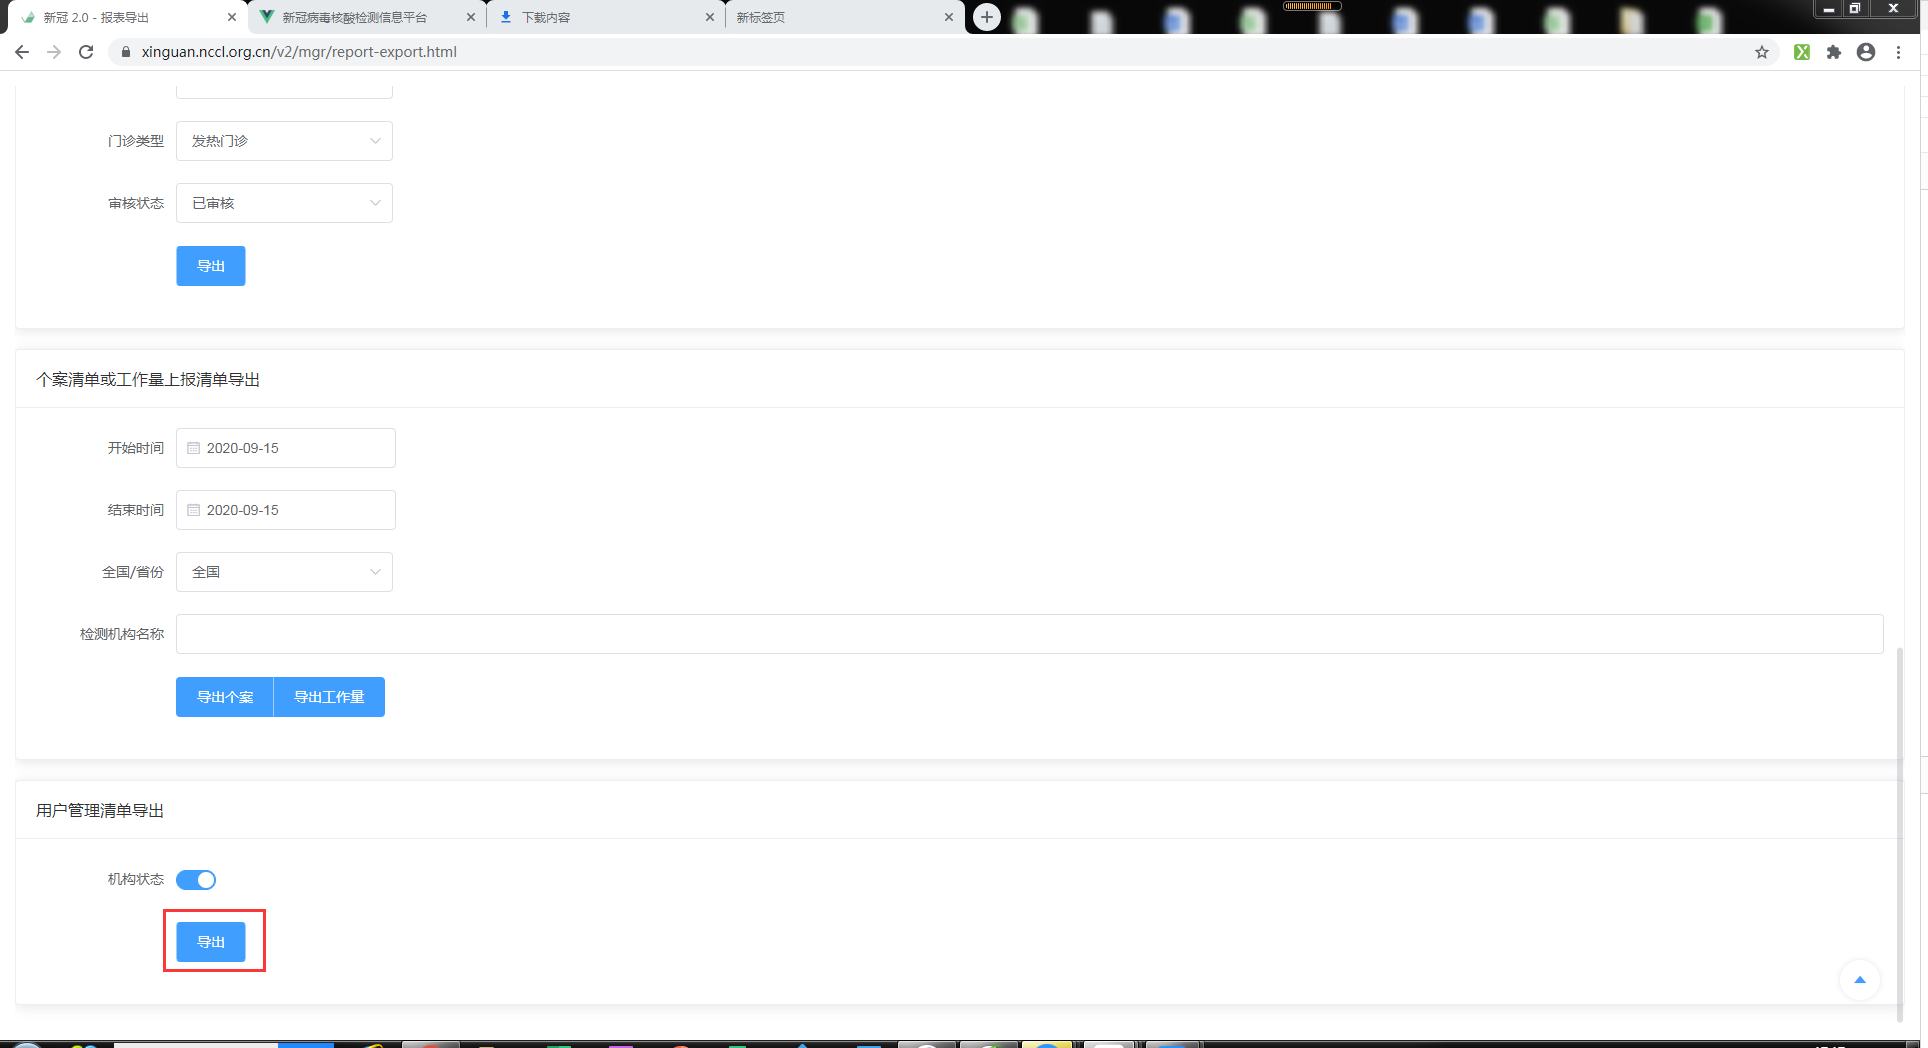 新冠 2.0 - 报表导出
新冠病毒核酸检测信息平台
下载内容
新标签页
xinguan.nccl.org.cn/v2/mgr/report-export.html
门诊类型 发热门诊
审核状态 已审核
导出
个案清单或工作量上报清单导出
开始时间 2020-09-15
结束时间 2020-09-15
全国/省份 全国
检测机构名称
导出个案 导出工作量
用户管理清单导出
机构状态
导出